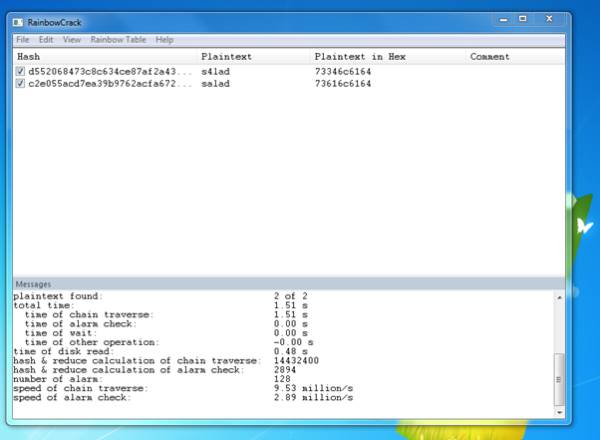 RainbowCrack
File Edit View Rainbow Table Help
Hash Plaintext Plaintext in Hex Comment
d552068473c8c634ce87af2a43... s4lad 73346c6164
c2e055acd7ea39b9762acfa672... salad 73616c6164
Messages
plaintext found: 2 of 2
total time: 1.51 s
time of chain traverse: 1.51 s
time of alarm check: 0.00 s
time of wait: 0.00 s
time of other operation: -0.00 s
time of disk read: 0.48 s
hash & reduce calculation of chain traverse: 14432400
hash & reduce calculation of alarm check: 2894
number of alarm: 128
speed of chain traverse: 9.53 million/s
speed of alarm check: 2.89 million/s